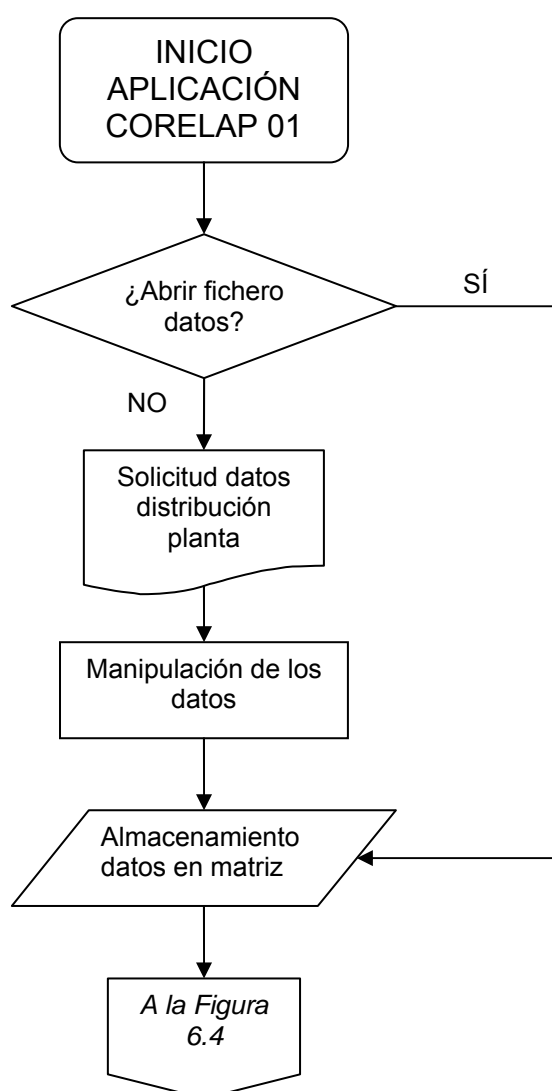 INICIO
APLICACIÓN
CORELAP 01
¿Abrir fichero
datos?
SÍ
NO
Solicitud datos
distribución
planta
Manipulación de los
datos
Almacenamiento
datos en matriz
A la Figura
6.4